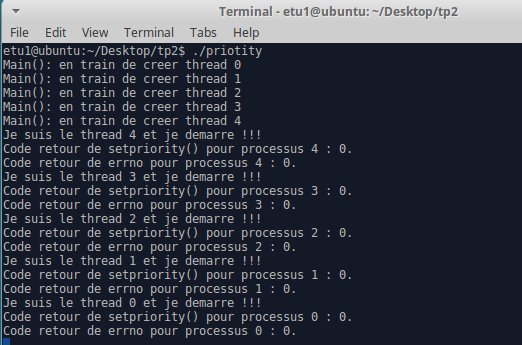 Terminal - etu1@ubuntu: ~/Desktop/tp2
File Edit View Terminal Tabs Help
etu1@ubuntu:~/Desktop/tp2$ ./priotity
Main(): en train de creer thread 0
Main(): en train de creer thread 1
Main(): en train de creer thread 2
Main(): en train de creer thread 3
Main(): en train de creer thread 4
Je suis le thread 4 et je demarre !!!
Code retour de setpriority() pour processus 4 : 0.
Code retour de errno pour processus 4 : 0.
Je suis le thread 3 et je demarre !!!
Code retour de setpriority() pour processus 3 : 0.
Code retour de errno pour processus 3 : 0.
Je suis le thread 2 et je demarre !!!
Code retour de setpriority() pour processus 2 : 0.
Code retour de errno pour processus 2 : 0.
Je suis le thread 1 et je demarre !!!
Code retour de setpriority() pour processus 1 : 0.
Code retour de errno pour processus 1 : 0.
Je suis le thread 0 et je demarre !!!
Code retour de setpriority() pour processus 0 : 0.
Code retour de errno pour processus 0 : 0.